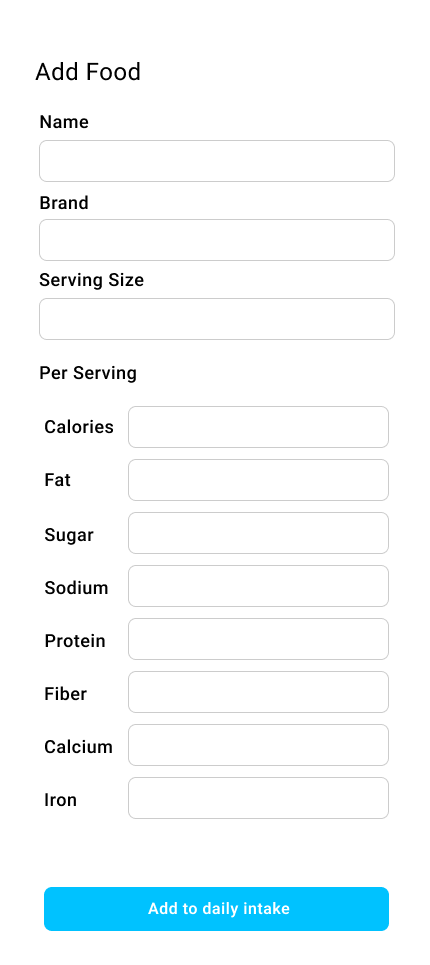 Add Food
Name
Brand
Serving Size
Per Serving
Calories
Fat
Sugar
Sodium
Protein
Fiber
Calcium
Iron
Add to daily intake